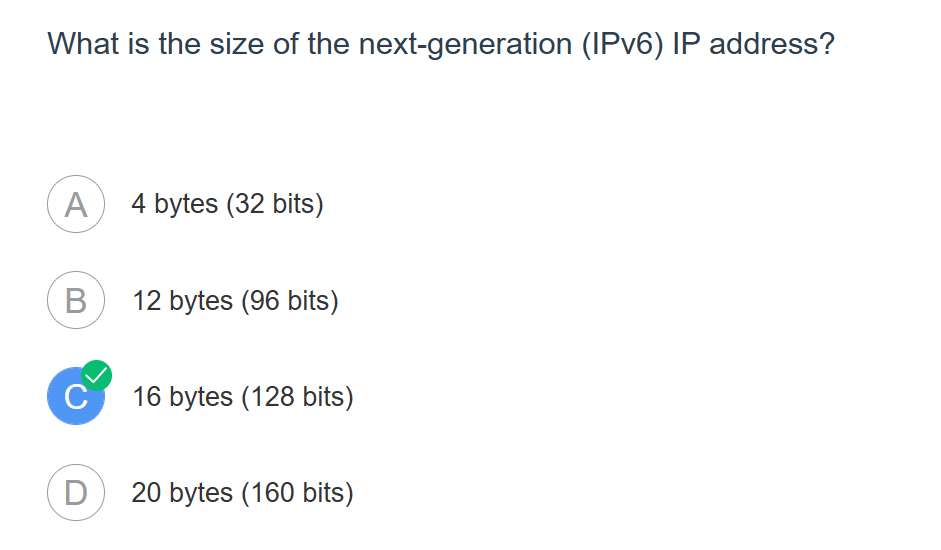 What is the size of the next-generation (IPv6) IP address?
A 4 bytes (32 bits)
B 12 bytes (96 bits)
C 16 bytes (128 bits)
D 20 bytes (160 bits)